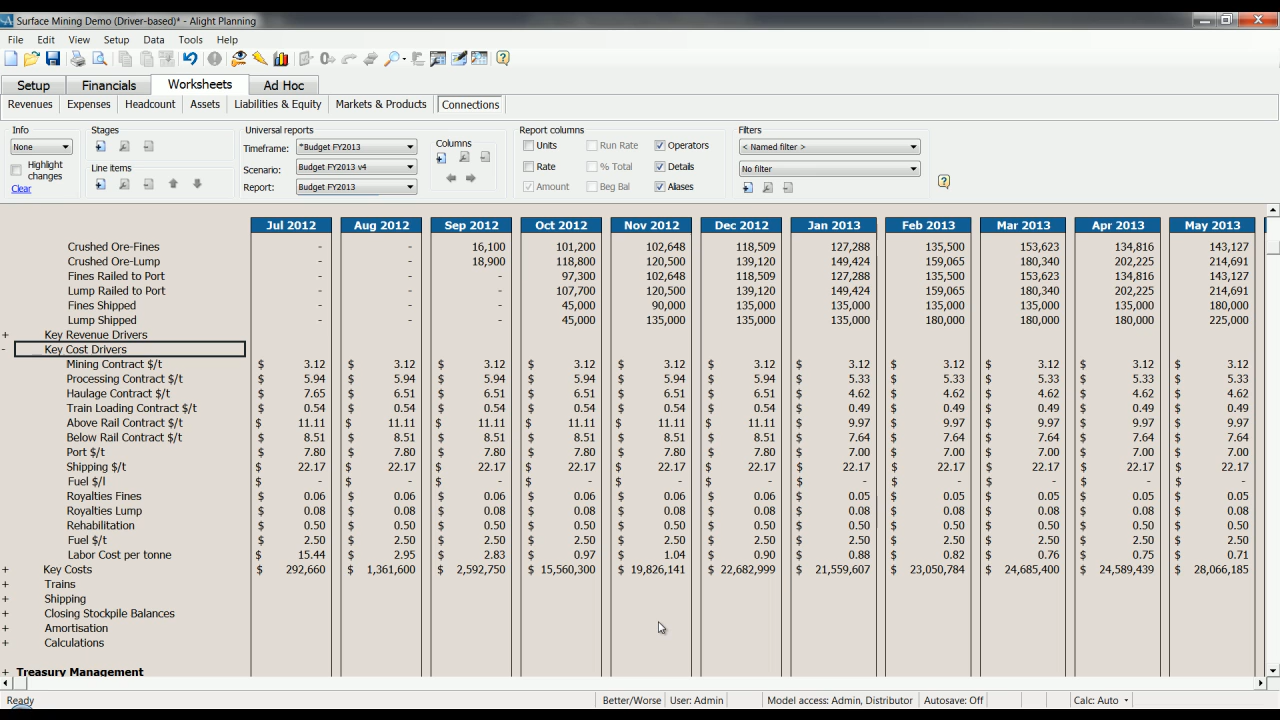 Surface Mining Demo (Driver-based)* - Alight Planning
File Edit View Setup Data Tools Help
Setup Financials Worksheets Ad Hoc
Revenues Expenses Headcount Assets Liabilities & Equity Markets & Products Connections
Info Stages Universal reports Report columns Filters
None Timeframe: *Budget FY2013 Columns Units Run Rate Operators < Named filter >
Highlight changes Line items Scenario: Budget FY2013 v4 Rate % Total Details No filter
Clear Report: Budget FY2013 Amount Beg Bal Aliases
Jul 2012 Aug 2012 Sep 2012 Oct 2012 Nov 2012 Dec 2012 Jan 2013 Feb 2013 Mar 2013 Apr 2013 May 2013
Crushed Ore-Fines - - 16,100 101,200 102,648 118,509 127,288 135,500 153,623 134,816 143,127
Crushed Ore-Lump - - 18,900 118,800 120,500 139,120 149,424 159,065 180,340 202,225 214,691
Fines Railed to Port - - - 97,300 102,648 118,509 127,288 135,500 153,623 134,816 143,127
Lump Railed to Port - - - 107,700 120,500 139,120 149,424 159,065 180,340 202,225 214,691
Fines Shipped - - - 45,000 90,000 135,000 135,000 135,000 135,000 135,000 180,000
Lump Shipped - - - 45,000 135,000 135,000 135,000 180,000 180,000 180,000 225,000
+ Key Revenue Drivers
- Key Cost Drivers
Mining Contract $/t $ 3.12 $ 3.12 $ 3.12 $ 3.12 $ 3.12 $ 3.12 $ 3.12 $ 3.12 $ 3.12 $ 3.12 $ 3.12
Processing Contract $/t $ 5.94 $ 5.94 $ 5.94 $ 5.94 $ 5.94 $ 5.94 $ 5.33 $ 5.33 $ 5.33 $ 5.33 $ 5.33
Haulage Contract $/t $ 7.65 $ 6.51 $ 6.51 $ 6.51 $ 6.51 $ 6.51 $ 4.62 $ 4.62 $ 4.62 $ 4.62 $ 4.62
Train Loading Contract $/t $ 0.54 $ 0.54 $ 0.54 $ 0.54 $ 0.54 $ 0.54 $ 0.49 $ 0.49 $ 0.49 $ 0.49 $ 0.49
Above Rail Contract $/t $ 11.11 $ 11.11 $ 11.11 $ 11.11 $ 11.11 $ 11.11 $ 9.97 $ 9.97 $ 9.97 $ 9.97 $ 9.97
Below Rail Contract $/t $ 8.51 $ 8.51 $ 8.51 $ 8.51 $ 8.51 $ 8.51 $ 7.64 $ 7.64 $ 7.64 $ 7.64 $ 7.64
Port $/t $ 7.80 $ 7.80 $ 7.80 $ 7.80 $ 7.80 $ 7.80 $ 7.00 $ 7.00 $ 7.00 $ 7.00 $ 7.00
Shipping $/t $ 22.17 $ 22.17 $ 22.17 $ 22.17 $ 22.17 $ 22.17 $ 22.17 $ 22.17 $ 22.17 $ 22.17 $ 22.17
Fuel $/l $ - $ - $ - $ - $ - $ - $ - $ - $ - $ - $ -
Royalties Fines $ 0.06 $ 0.06 $ 0.06 $ 0.06 $ 0.06 $ 0.06 $ 0.05 $ 0.05 $ 0.05 $ 0.05 $ 0.05
Royalties Lump $ 0.08 $ 0.08 $ 0.08 $ 0.08 $ 0.08 $ 0.08 $ 0.08 $ 0.08 $ 0.08 $ 0.08 $ 0.08
Rehabilitation $ 0.50 $ 0.50 $ 0.50 $ 0.50 $ 0.50 $ 0.50 $ 0.50 $ 0.50 $ 0.50 $ 0.50 $ 0.50
Fuel $/t $ 2.50 $ 2.50 $ 2.50 $ 2.50 $ 2.50 $ 2.50 $ 2.50 $ 2.50 $ 2.50 $ 2.50 $ 2.50
Labor Cost per tonne $ 15.44 $ 2.95 $ 2.83 $ 0.97 $ 1.04 $ 0.90 $ 0.88 $ 0.82 $ 0.76 $ 0.75 $ 0.71
+ Key Costs $ 292,660 $ 1,361,600 $ 2,592,750 $ 15,560,300 $ 19,826,141 $ 22,682,999 $ 21,559,607 $ 23,050,784 $ 24,685,400 $ 24,589,439 $ 28,066,185
+ Trains
+ Shipping
+ Closing Stockpile Balances
+ Amortisation
+ Calculations
+ Treasury Management
Ready Better/Worse User: Admin Model access: Admin, Distributor Autosave: Off Calc: Auto